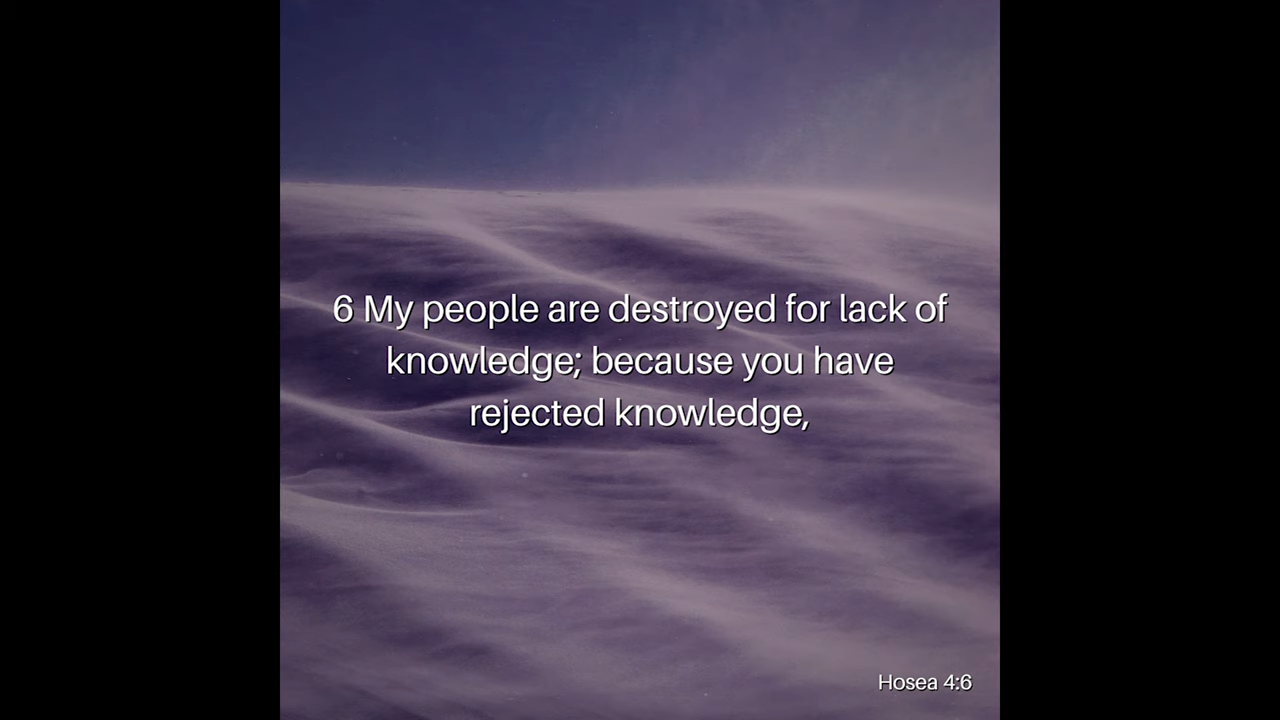 6 My people are destroyed for lack of
knowledge; because you have
rejected knowledge,
Hosea 4:6